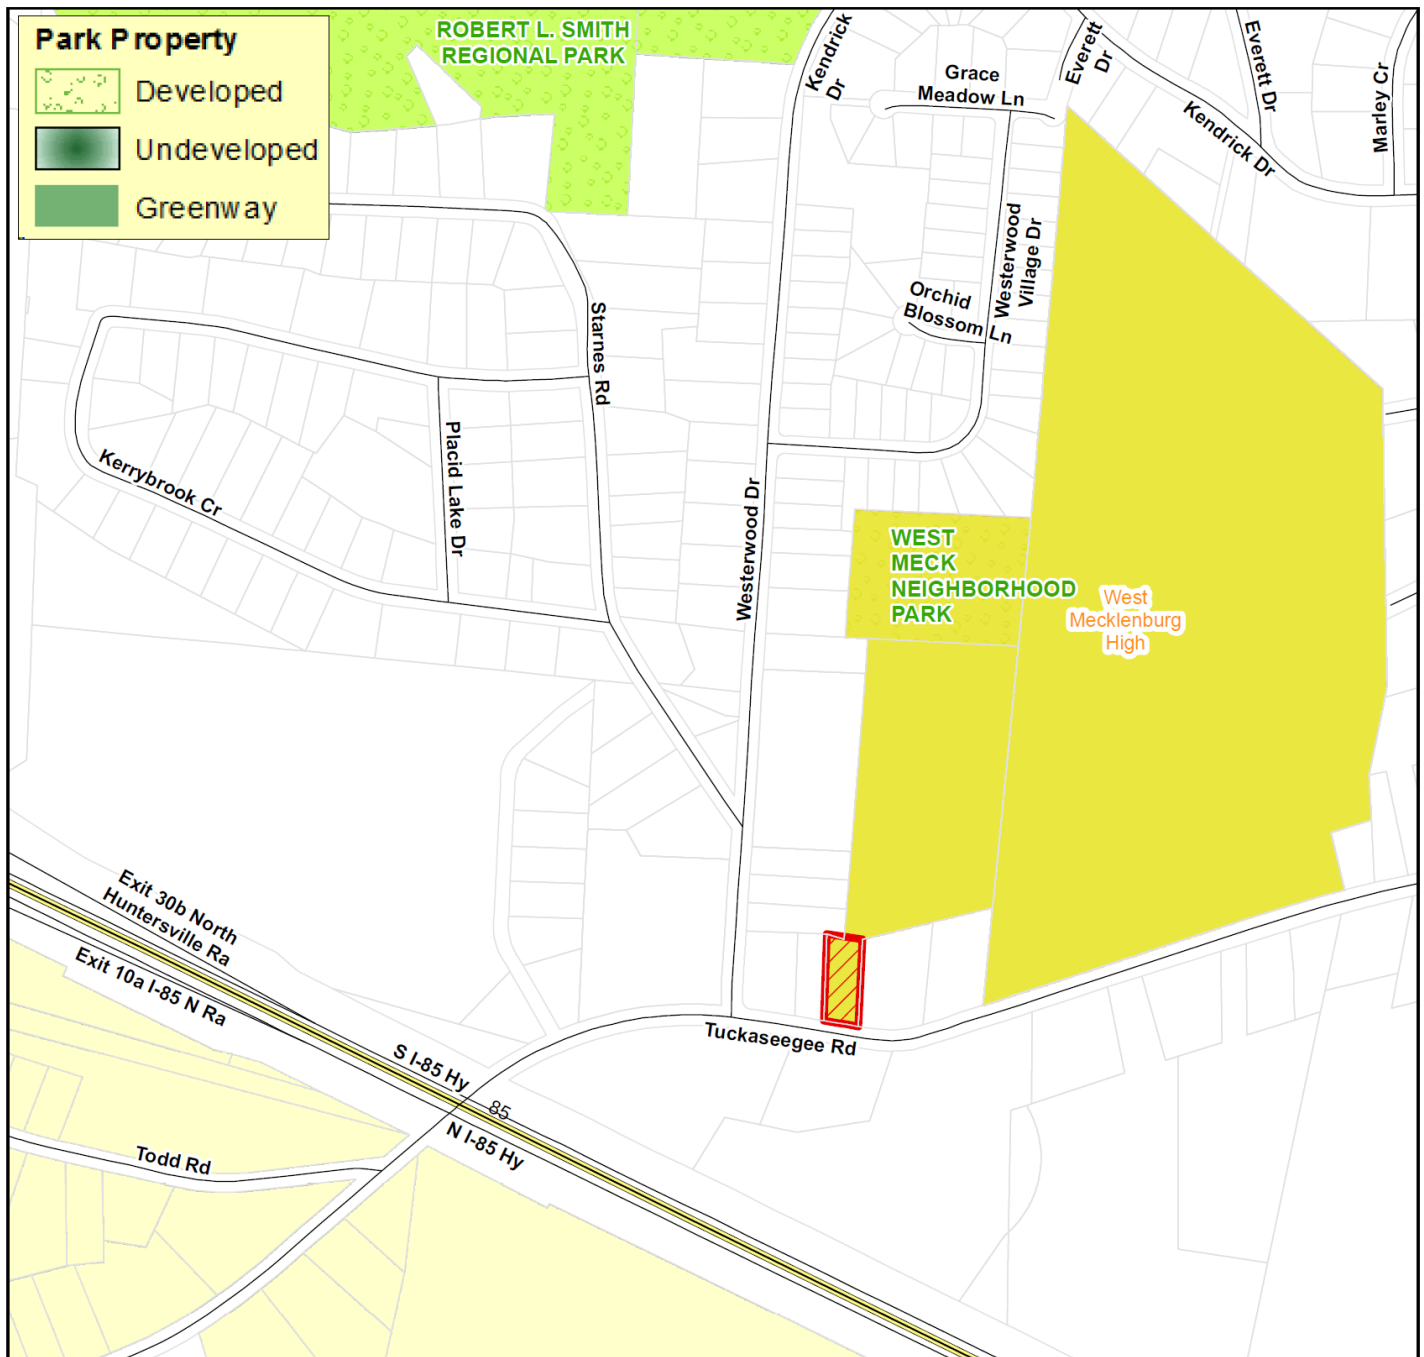 Park Property
Developed
Undeveloped
Greenway
ROBERT L. SMITH
REGIONAL PARK
Kendrick
Dr
Grace
Meadow Ln
Everett
Dr
Everett Dr
Kendrick Dr
Marley Cr
Westerwood
Village Dr
Orchid
Blossom Ln
Starnes Rd
Placid Lake Dr
Kerrybrook Cr
Westerwood Dr
WEST
MECK
NEIGHBORHOOD
PARK
West
Mecklenburg
High
Exit 30b North
Huntersville Ra
Exit 10a I-85 N Ra
S I-85 Hy
85
N I-85 Hy
Tuckaseegee Rd
Todd Rd